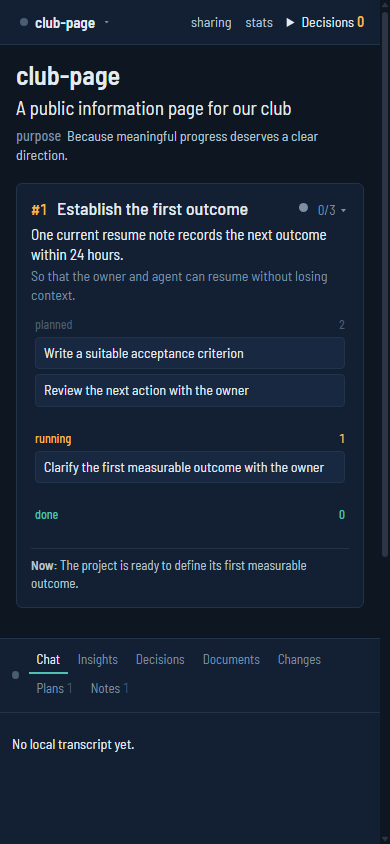 club-page
sharing stats ▶ Decisions 0
club-page
A public information page for our club
purpose Because meaningful progress deserves a clear
direction.
#1 Establish the first outcome 0/3
One current resume note records the next outcome
within 24 hours.
So that the owner and agent can resume without losing
context.
planned 2
Write a suitable acceptance criterion
Review the next action with the owner
running 1
Clarify the first measurable outcome with the owner
done 0
Now: The project is ready to define its first measurable
outcome.
Chat Insights Decisions Documents Changes
Plans 1 Notes 1
No local transcript yet.